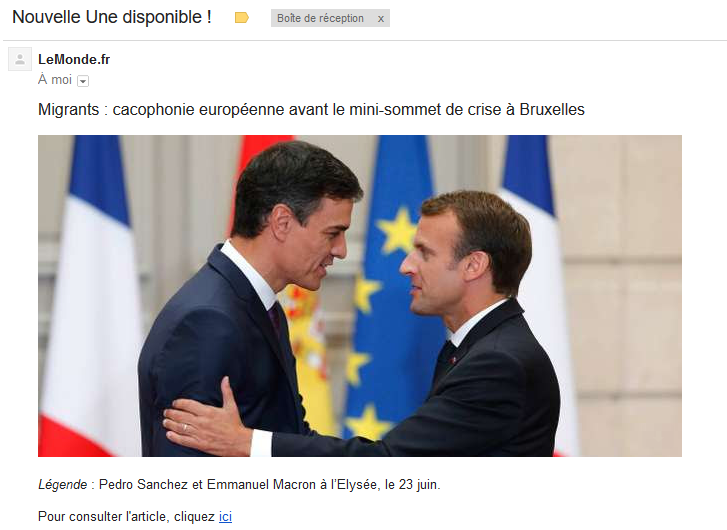 Nouvelle Une disponible !
Boîte de réception x
LeMonde.fr
À moi
Migrants : cacophonie européenne avant le mini-sommet de crise à Bruxelles
Légende : Pedro Sanchez et Emmanuel Macron à l'Elysée, le 23 juin.
Pour consulter l'article, cliquez ici